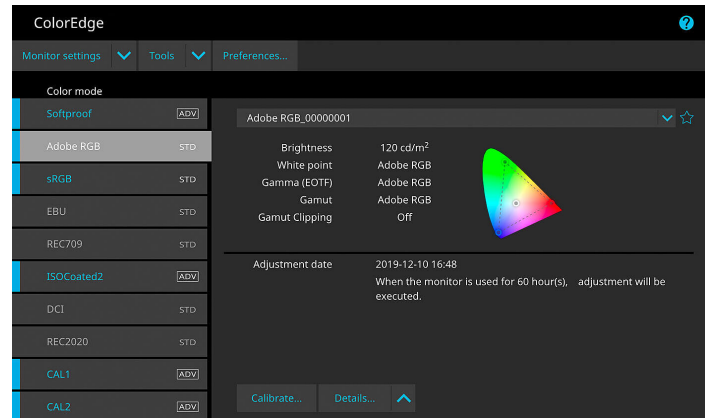 ColorEdge
Monitor settings Tools Preferences...
Color mode
Softproof ADV
Adobe RGB STD
sRGB STD
EBU STD
REC709 STD
ISOCoated2 ADV
DCI STD
REC2020 STD
CAL1 ADV
CAL2 ADV
Adobe RGB_00000001
Brightness 120 cd/m²
White point Adobe RGB
Gamma (EOTF) Adobe RGB
Gamut Adobe RGB
Gamut Clipping Off
Adjustment date 2019-12-10 16:48
When the monitor is used for 60 hour(s), adjustment will be
executed.
Calibrate... Details...